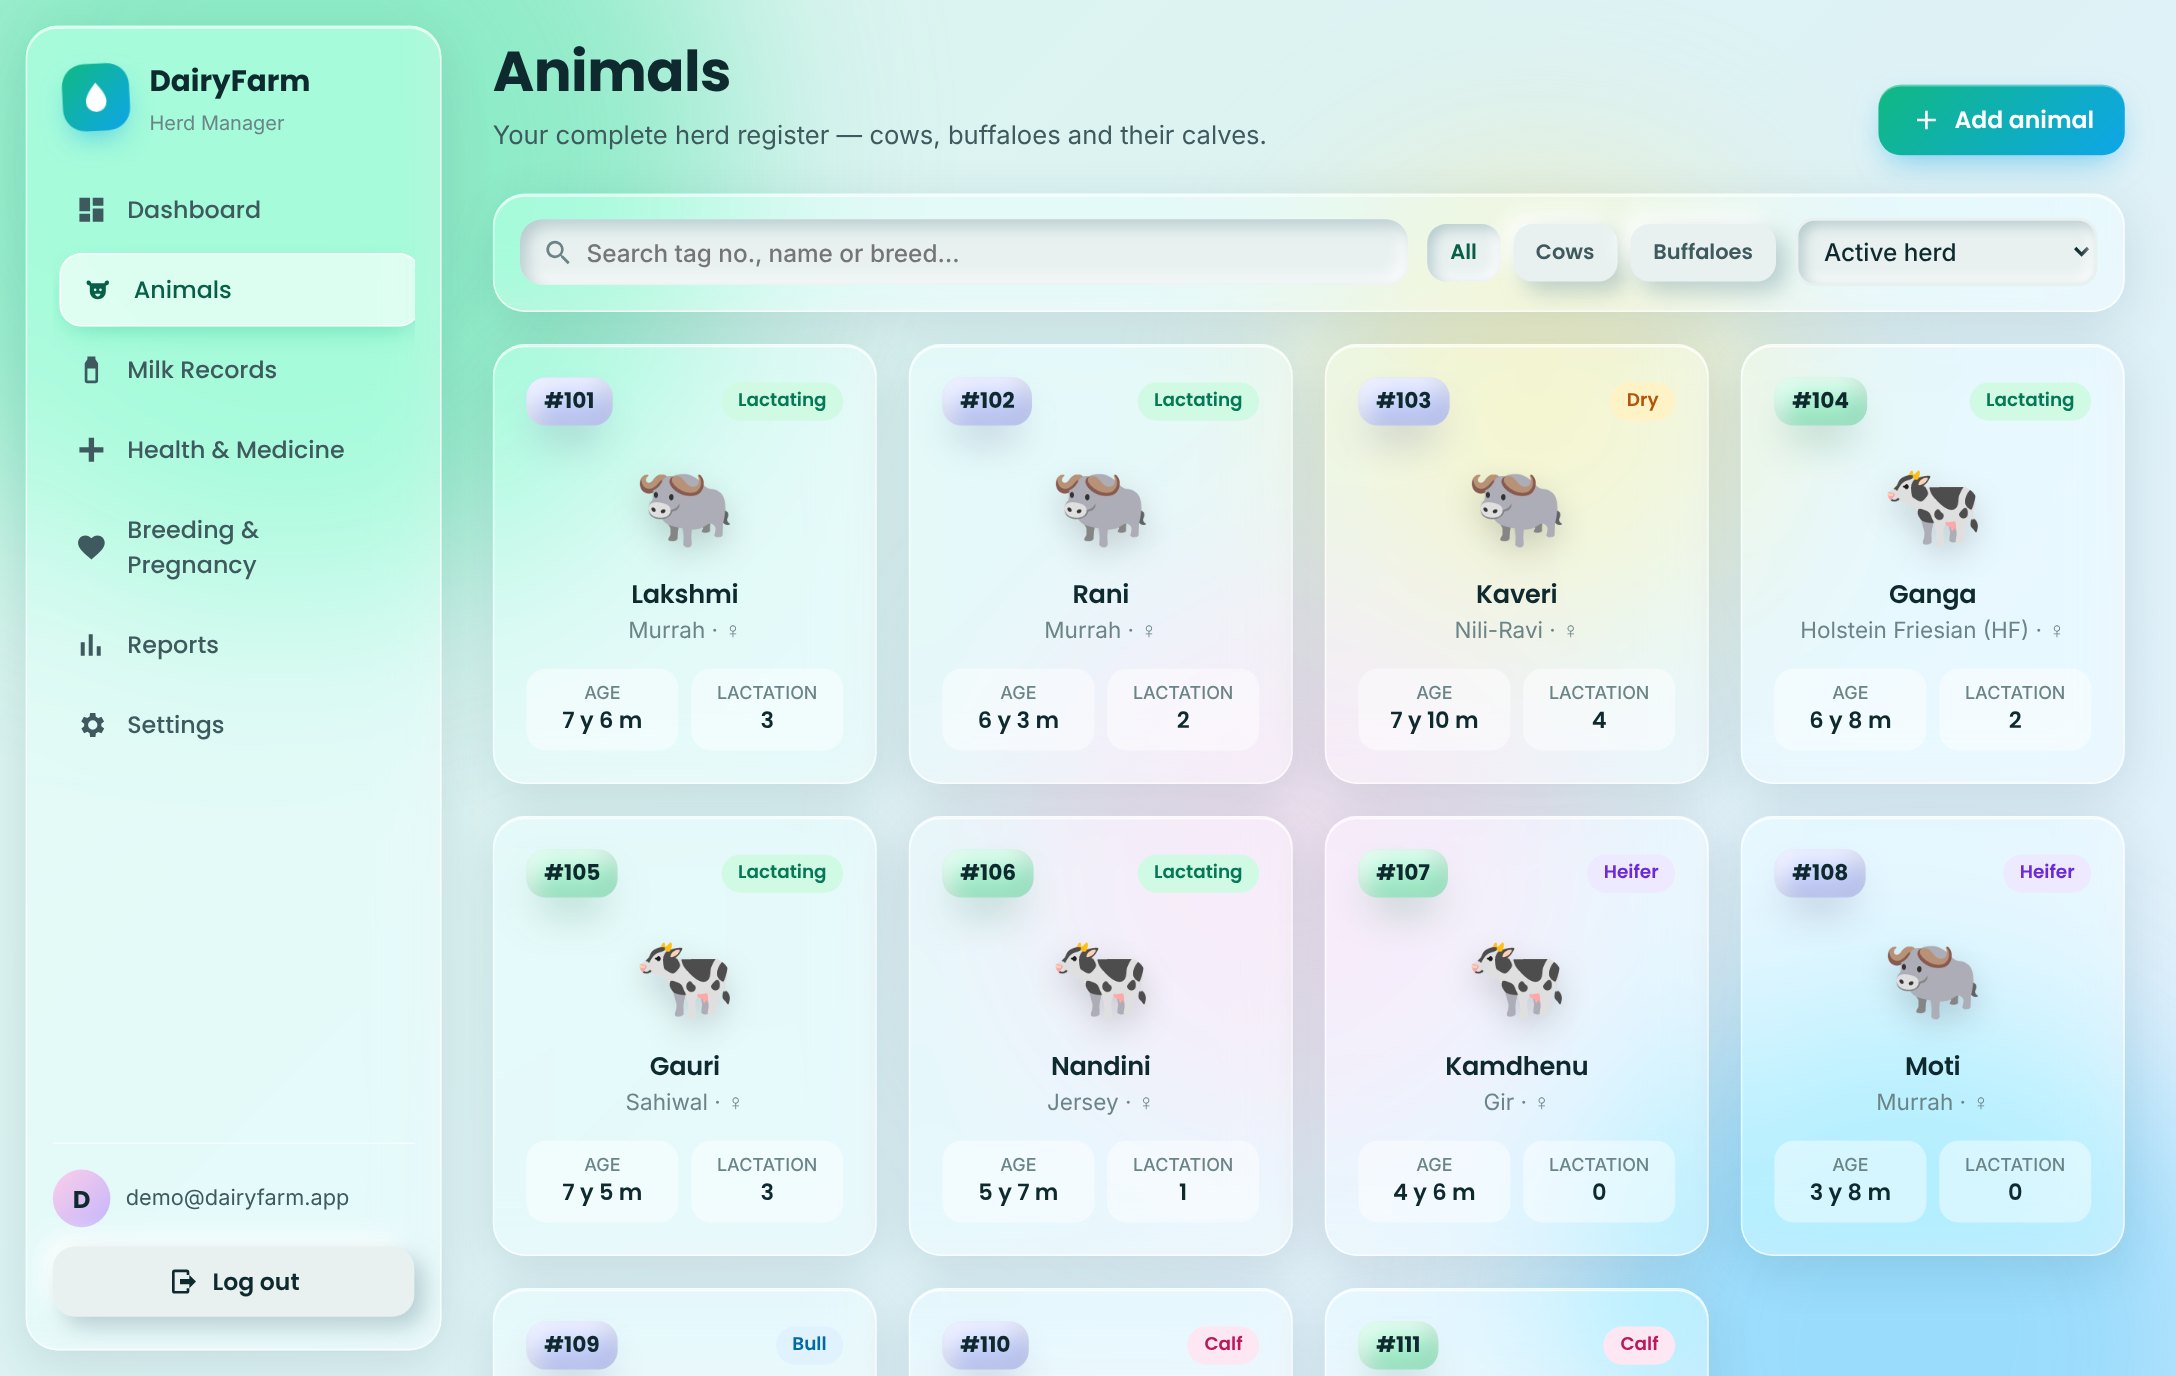 DairyFarm
Herd Manager
Dashboard
Animals
Milk Records
Health & Medicine
Breeding &
Pregnancy
Reports
Settings
D
demo@dairyfarm.app
Log out
Animals
Your complete herd register — cows, buffaloes and their calves.
+ Add animal
Search tag no., name or breed...
All
Cows
Buffaloes
Active herd
#101
Lactating
Lakshmi
Murrah · ♀
AGE
7 y 6 m
LACTATION
3
#102
Lactating
Rani
Murrah · ♀
AGE
6 y 3 m
LACTATION
2
#103
Dry
Kaveri
Nili-Ravi · ♀
AGE
7 y 10 m
LACTATION
4
#104
Lactating
Ganga
Holstein Friesian (HF) · ♀
AGE
6 y 8 m
LACTATION
2
#105
Lactating
Gauri
Sahiwal · ♀
AGE
7 y 5 m
LACTATION
3
#106
Lactating
Nandini
Jersey · ♀
AGE
5 y 7 m
LACTATION
1
#107
Heifer
Kamdhenu
Gir · ♀
AGE
4 y 6 m
LACTATION
0
#108
Heifer
Moti
Murrah · ♀
AGE
3 y 8 m
LACTATION
0
#109
Bull
#110
Calf
#111
Calf